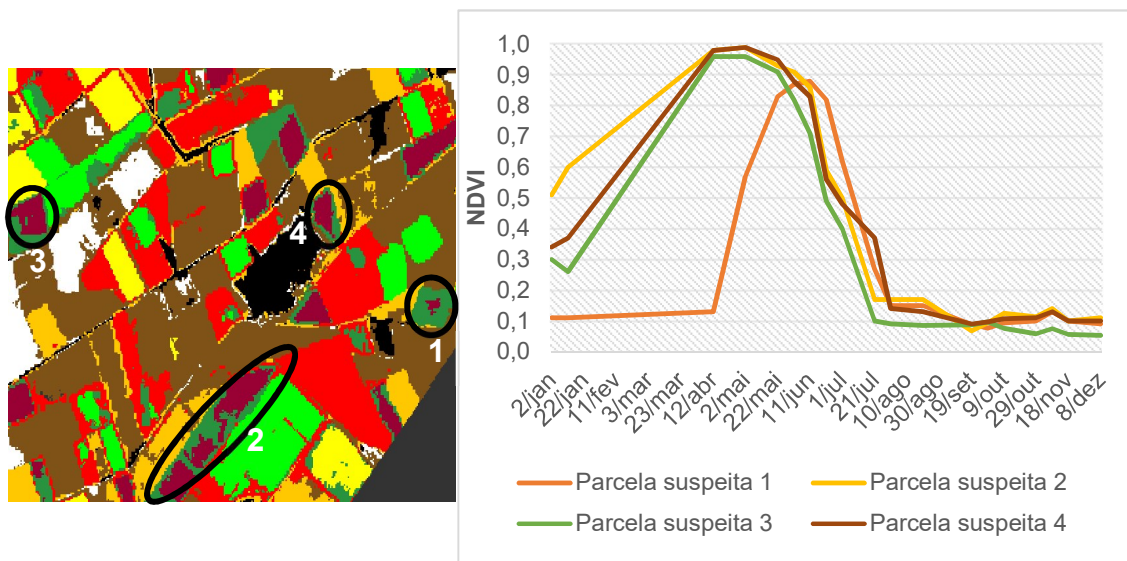 3
4
1
2
1,0
0,9
0,8
0,7
0,6
0,5
0,4
0,3
0,2
0,1
0,0
NDVI
2/jan
22/jan
11/fev
3/mar
23/mar
12/abr
2/mai
22/mai
11/jun
1/jul
21/jul
10/ago
30/ago
19/set
9/out
29/out
18/nov
8/dez
Parcela suspeita 1
Parcela suspeita 2
Parcela suspeita 3
Parcela suspeita 4